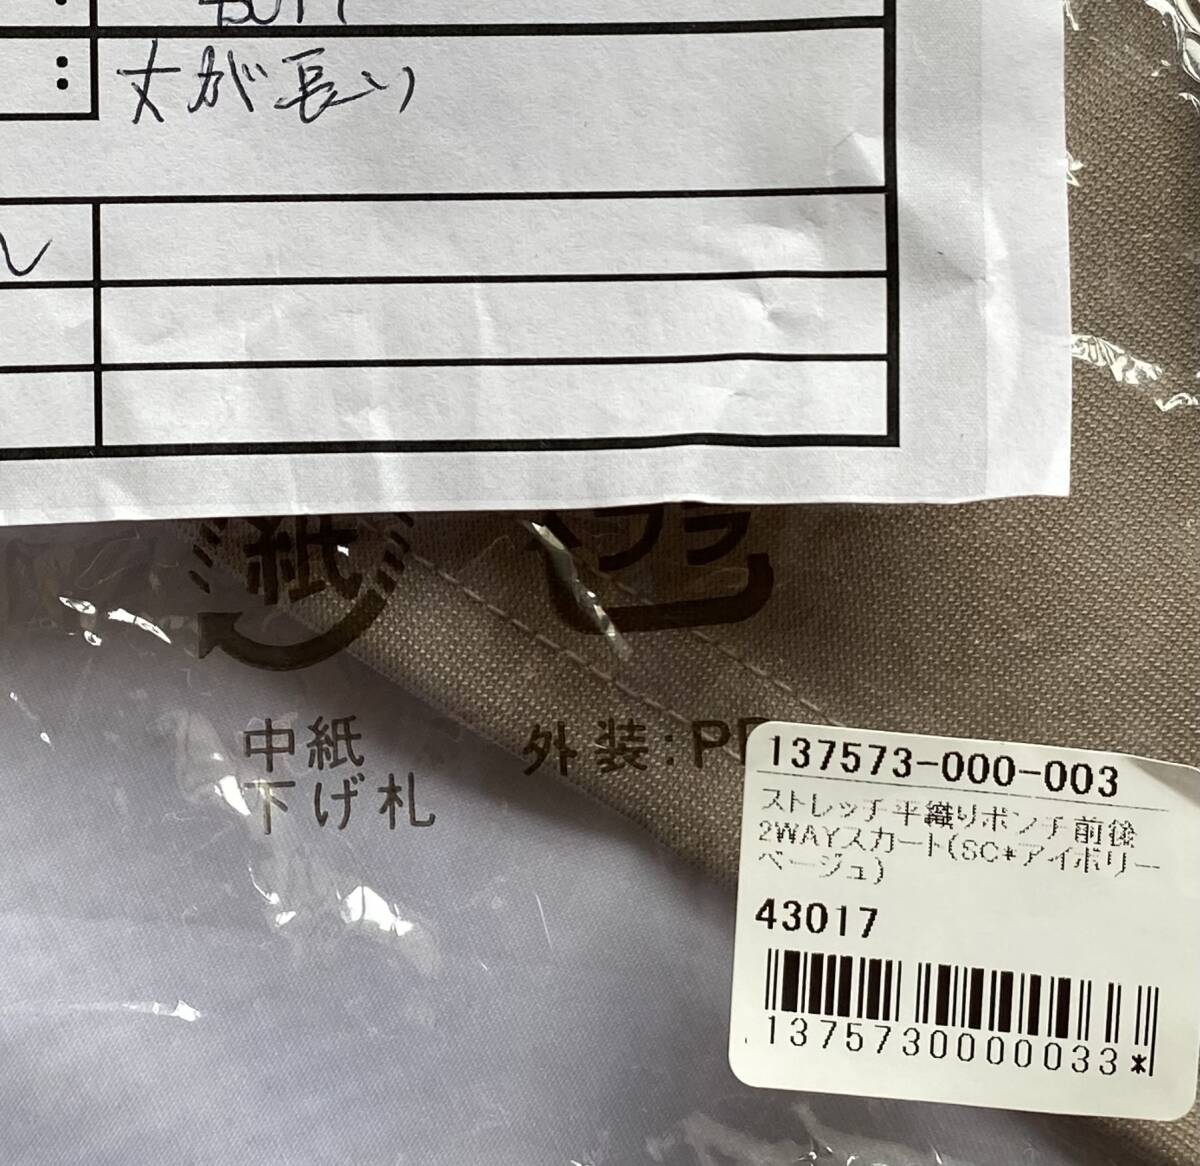 :
: 丈が長い
紙
プラ
中紙
下げ札
外装:P
137573-000-003
ストレッチ平織りポンチ前後
2WAYスカート(SC*アイボリー
ベージュ)
43017
1375730000033*